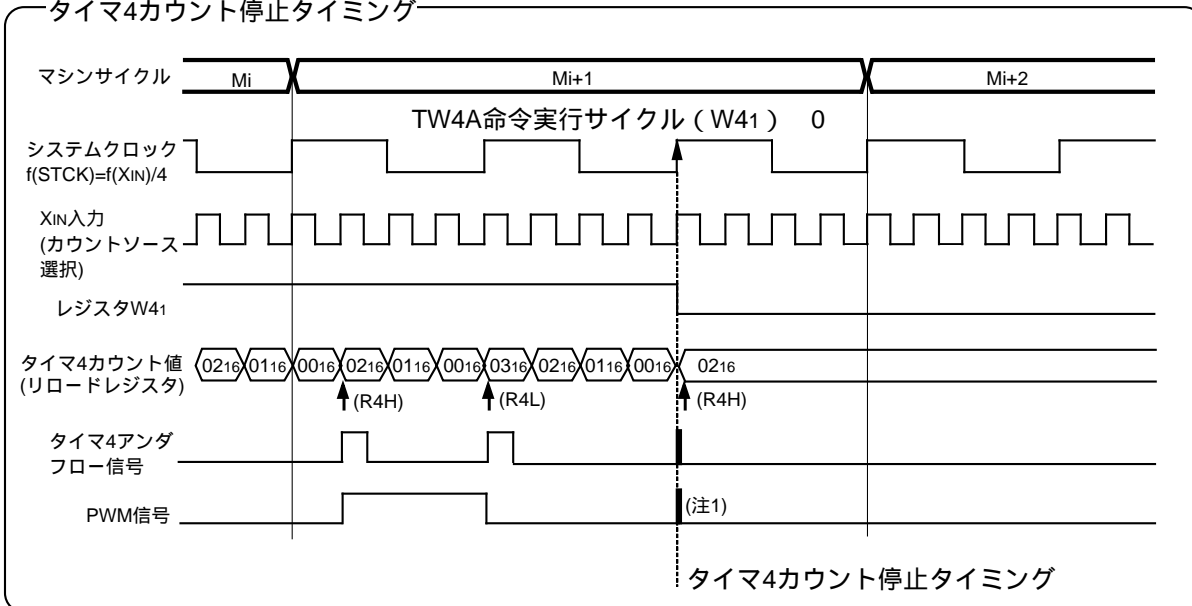 タイマ4カウント停止タイミング
マシンサイクル Mi Mi+1 Mi+2
TW4A命令実行サイクル（W41） 0
システムクロック
f(STCK)=f(XIN)/4
XIN入力
(カウントソース
選択)
レジスタW41
タイマ4カウント値 0216 0116 0016 0216 0116 0016 0316 0216 0116 0016 0216
(リロードレジスタ) (R4H) (R4L) (R4H)
タイマ4アンダ
フロー信号
PWM信号 (注1)
タイマ4カウント停止タイミング